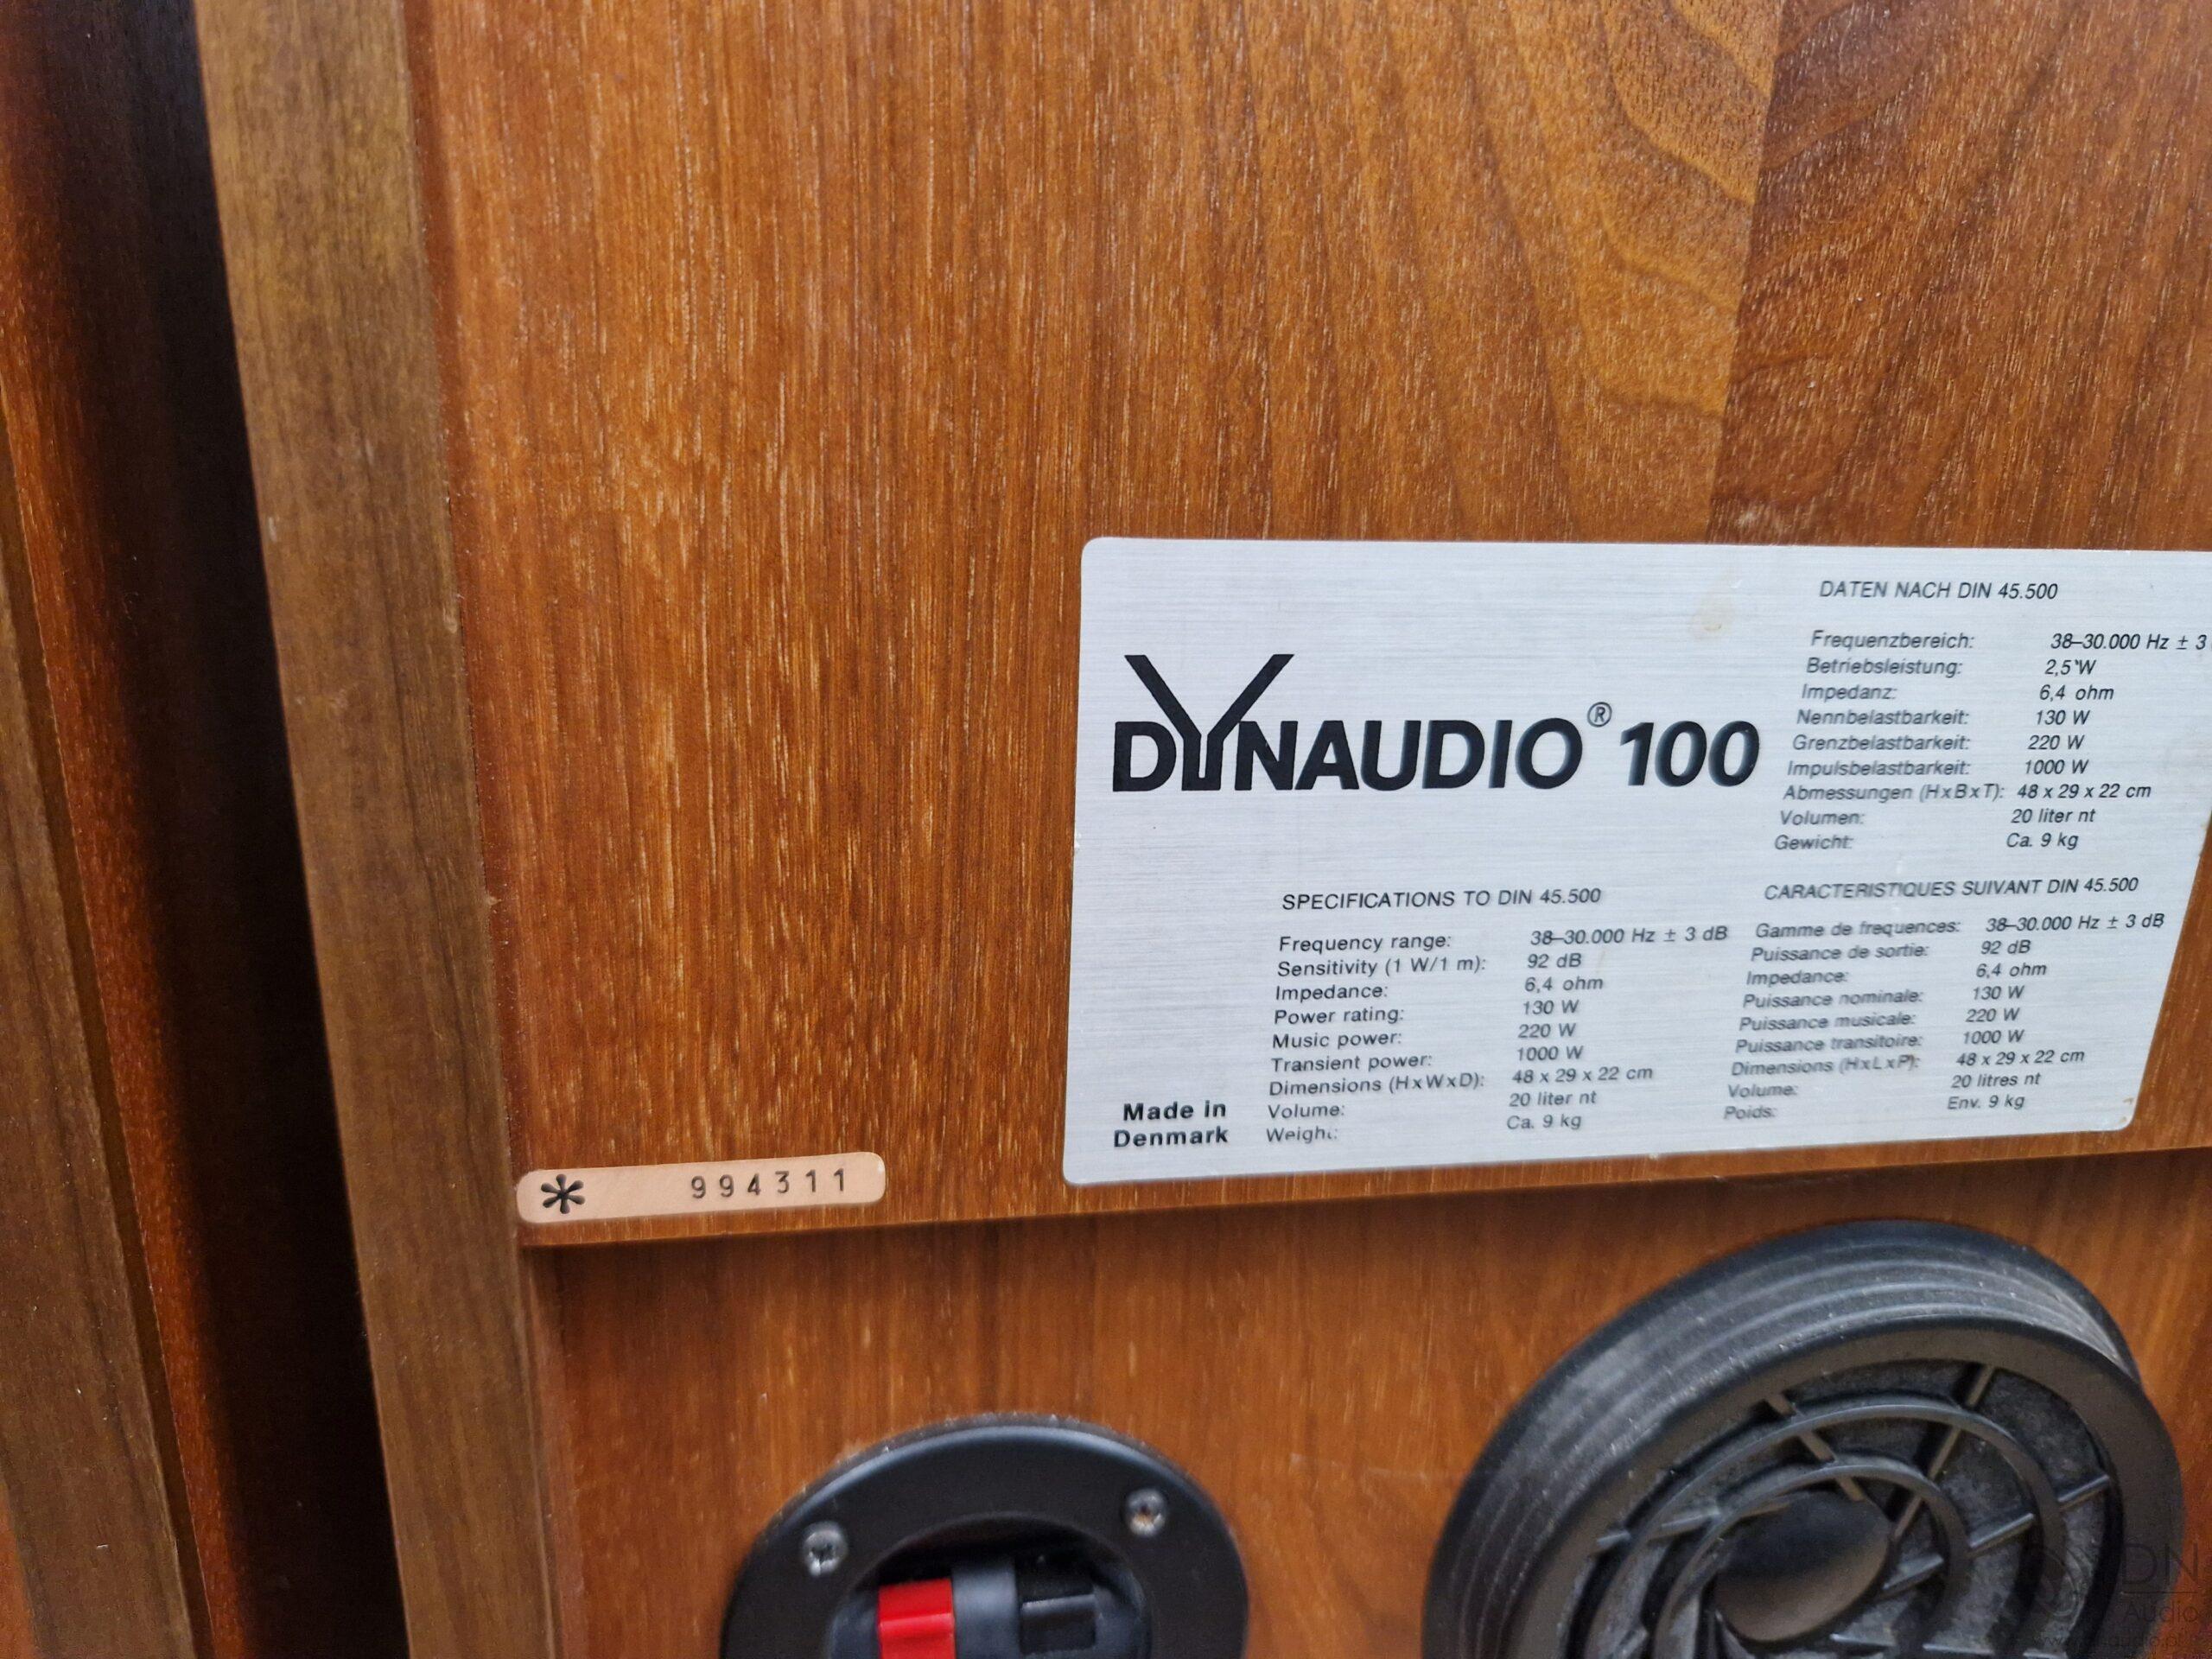 DYNAUDIO® 100
DATEN NACH DIN 45.500
Frequenzbereich: 38–30.000 Hz ± 3
Betriebsleistung: 2,5 W
Impedanz: 6,4 ohm
Nennbelastbarkeit: 130 W
Grenzbelastbarkeit: 220 W
Impulsbelastbarkeit: 1000 W
Abmessungen (HxBxT): 48 x 29 x 22 cm
Volumen: 20 liter nt
Gewicht: Ca. 9 kg
SPECIFICATIONS TO DIN 45.500
Frequency range: 38–30.000 Hz ± 3 dB
Sensitivity (1 W/1 m): 92 dB
Impedance: 6,4 ohm
Power rating: 130 W
Music power: 220 W
Transient power: 1000 W
Dimensions (HxWxD): 48 x 29 x 22 cm
Volume: 20 liter nt
Weight: Ca. 9 kg
CARACTERISTIQUES SUIVANT DIN 45.500
Gamme de frequences: 38–30.000 Hz ± 3 dB
Puissance de sortie: 92 dB
Impedance: 6,4 ohm
Puissance nominale: 130 W
Puissance musicale: 220 W
Puissance transitoire: 1000 W
Dimensions (HxLxP): 48 x 29 x 22 cm
Volume: 20 litres nt
Poids: Env. 9 kg
Made in
Denmark
* 994311
DN
Audio